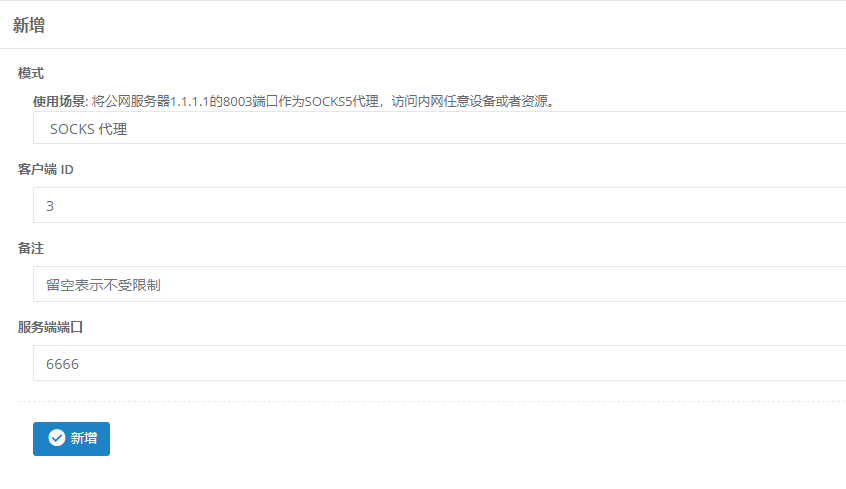 新增
模式
使用场景: 将公网服务器1.1.1.1的8003端口作为SOCKS5代理，访问内网任意设备或者资源。
SOCKS 代理
客户端 ID
3
备注
留空表示不受限制
服务端端口
6666
新增